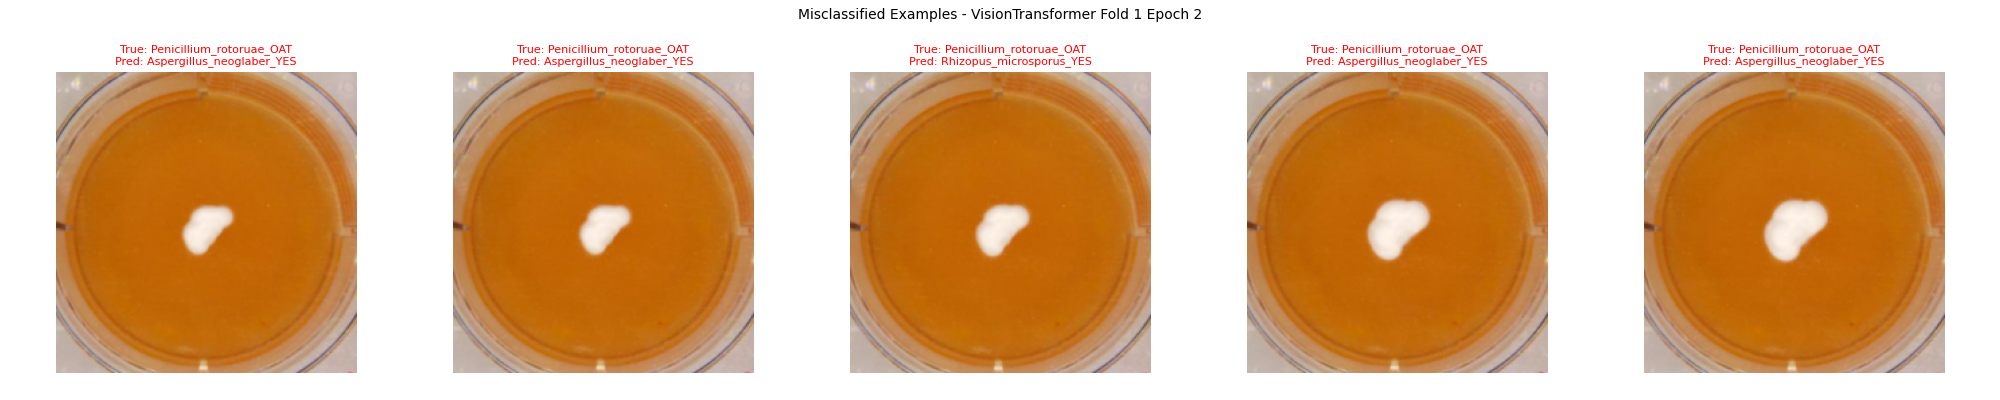 Misclassified Examples - VisionTransformer Fold 1 Epoch 2
True: Penicillium_rotoruae_OAT
Pred: Aspergillus_neoglaber_YES
True: Penicillium_rotoruae_OAT
Pred: Aspergillus_neoglaber_YES
True: Penicillium_rotoruae_OAT
Pred: Rhizopus_microsporus_YES
True: Penicillium_rotoruae_OAT
Pred: Aspergillus_neoglaber_YES
True: Penicillium_rotoruae_OAT
Pred: Aspergillus_neoglaber_YES